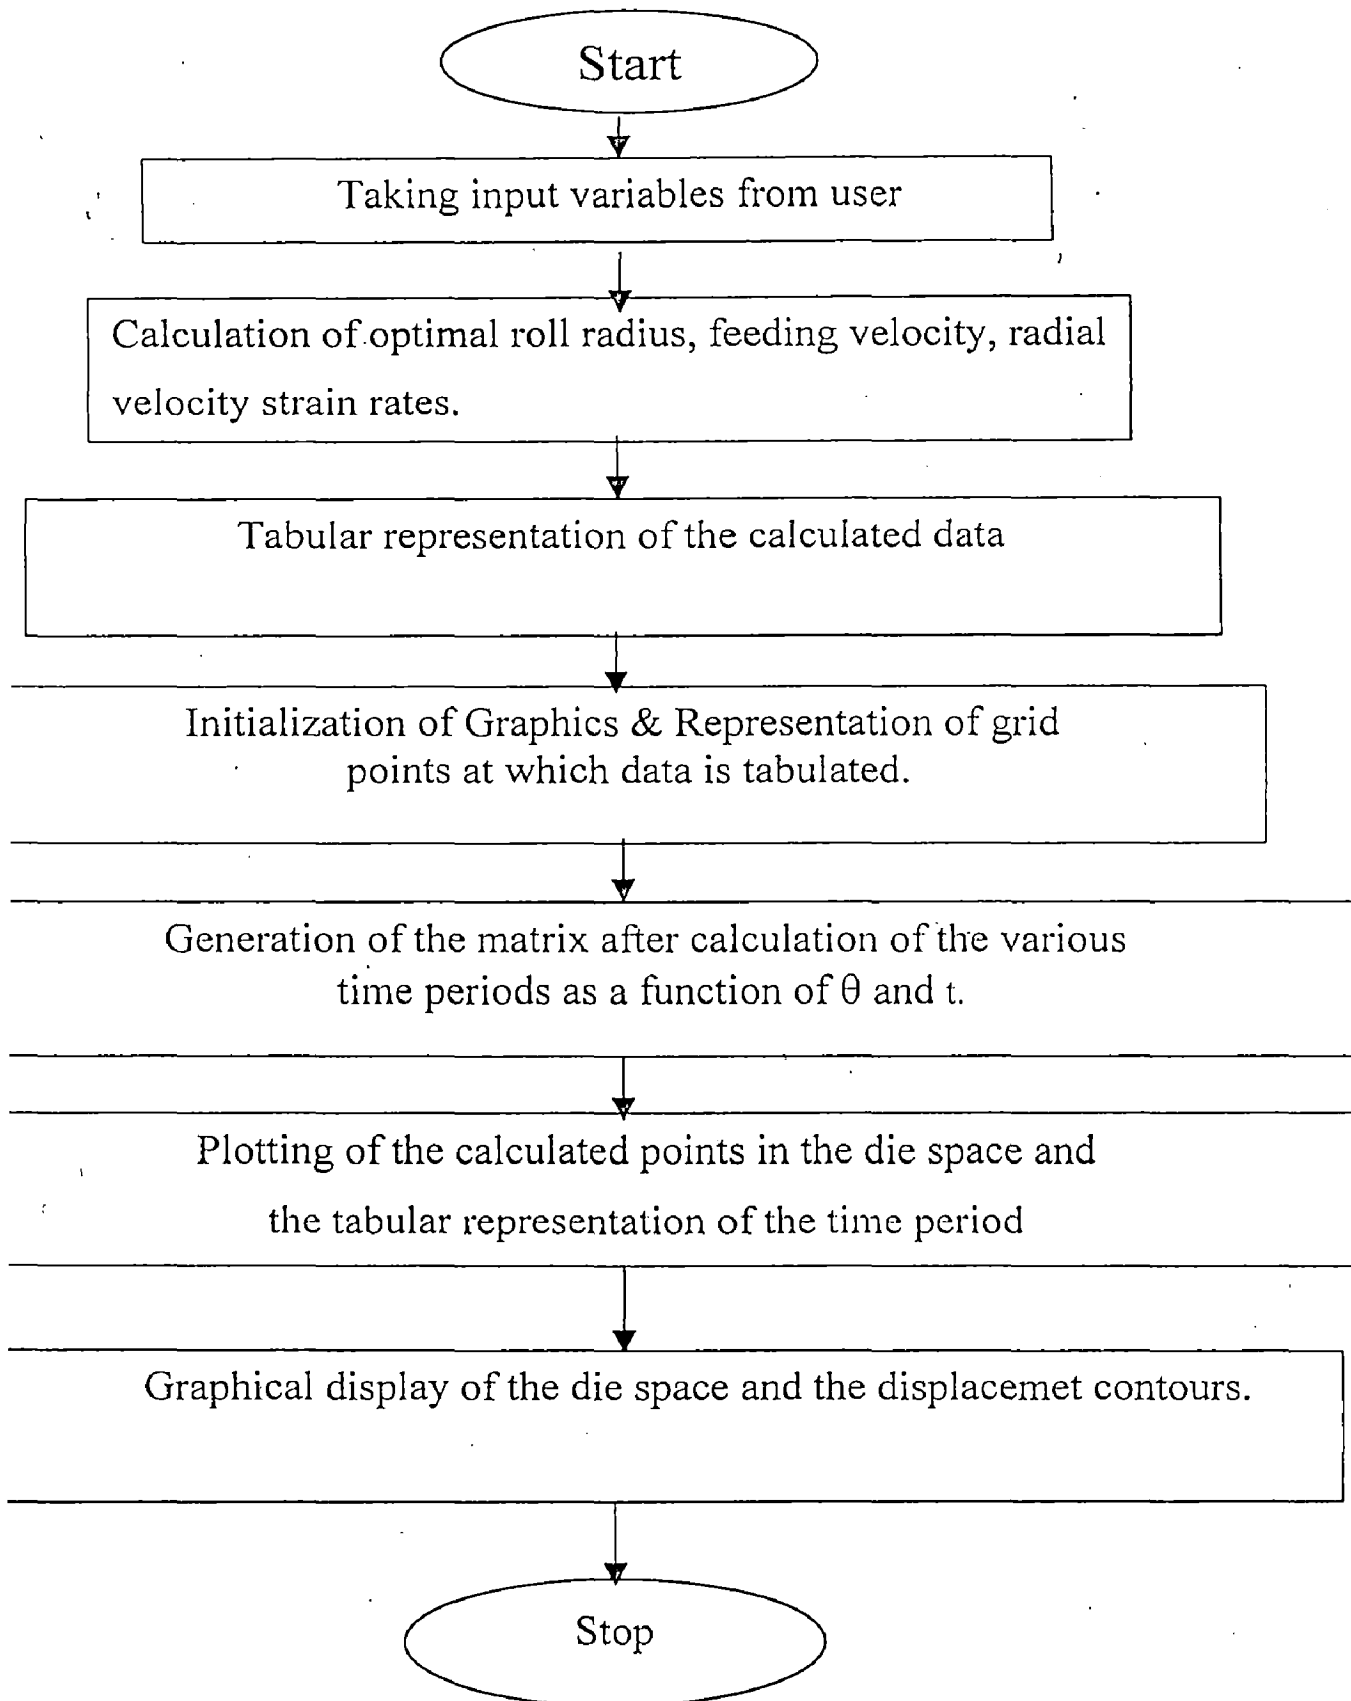 Start
Taking input variables from user
Calculation of optimal roll radius, feeding velocity, radial
velocity strain rates.
Tabular representation of the calculated data
Initialization of Graphics & Representation of grid
points at which data is tabulated.
Generation of the matrix after calculation of the various
time periods as a function of θ and t.
Plotting of the calculated points in the die space and
the tabular representation of the time period
Graphical display of the die space and the displacemet contours.
Stop